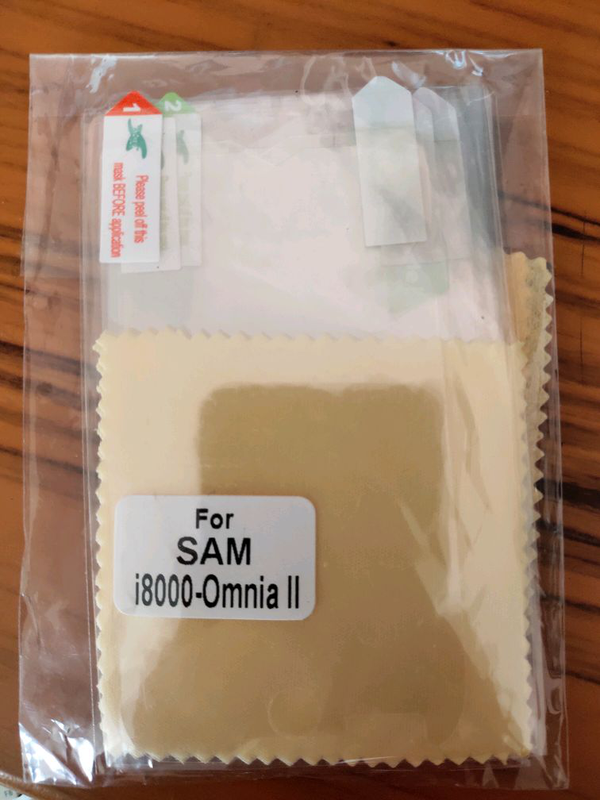 1
2
Please peel off this
mask BEFORE application
For
SAM
i8000-Omnia II